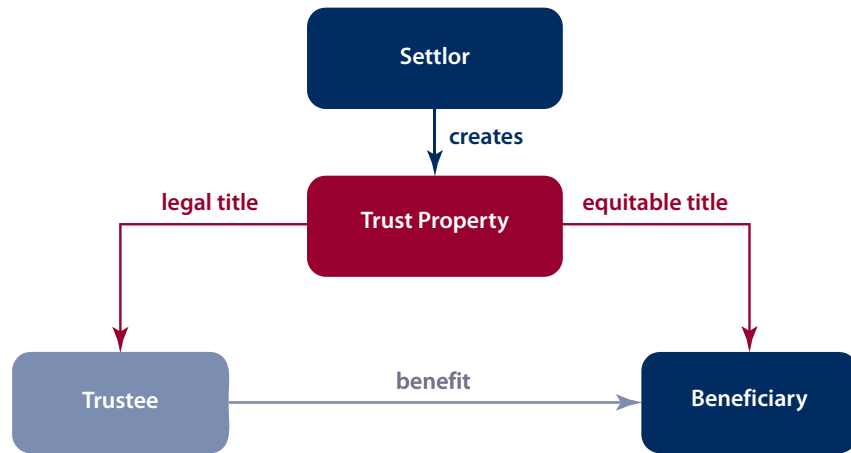 Settlor
creates
legal title
Trust Property
equitable title
Trustee
benefit
Beneficiary